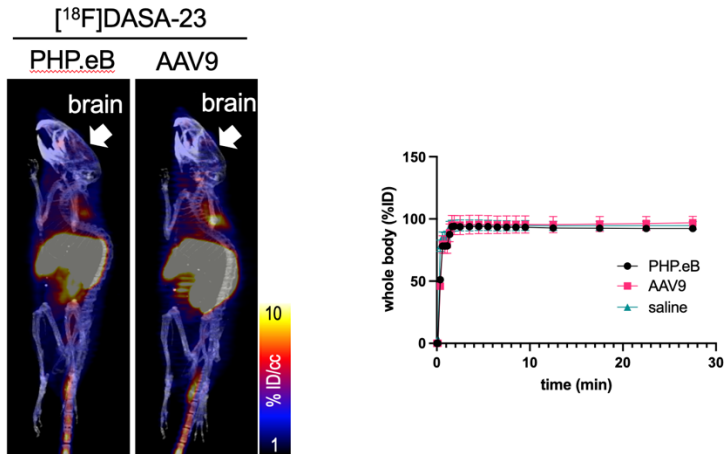 [¹⁸F]DASA-23
PHP.eB AAV9
brain brain
10
% ID/cc
1
whole body (%ID)
150
100
50
0
0 10 20 30
time (min)
PHP.eB
AAV9
saline